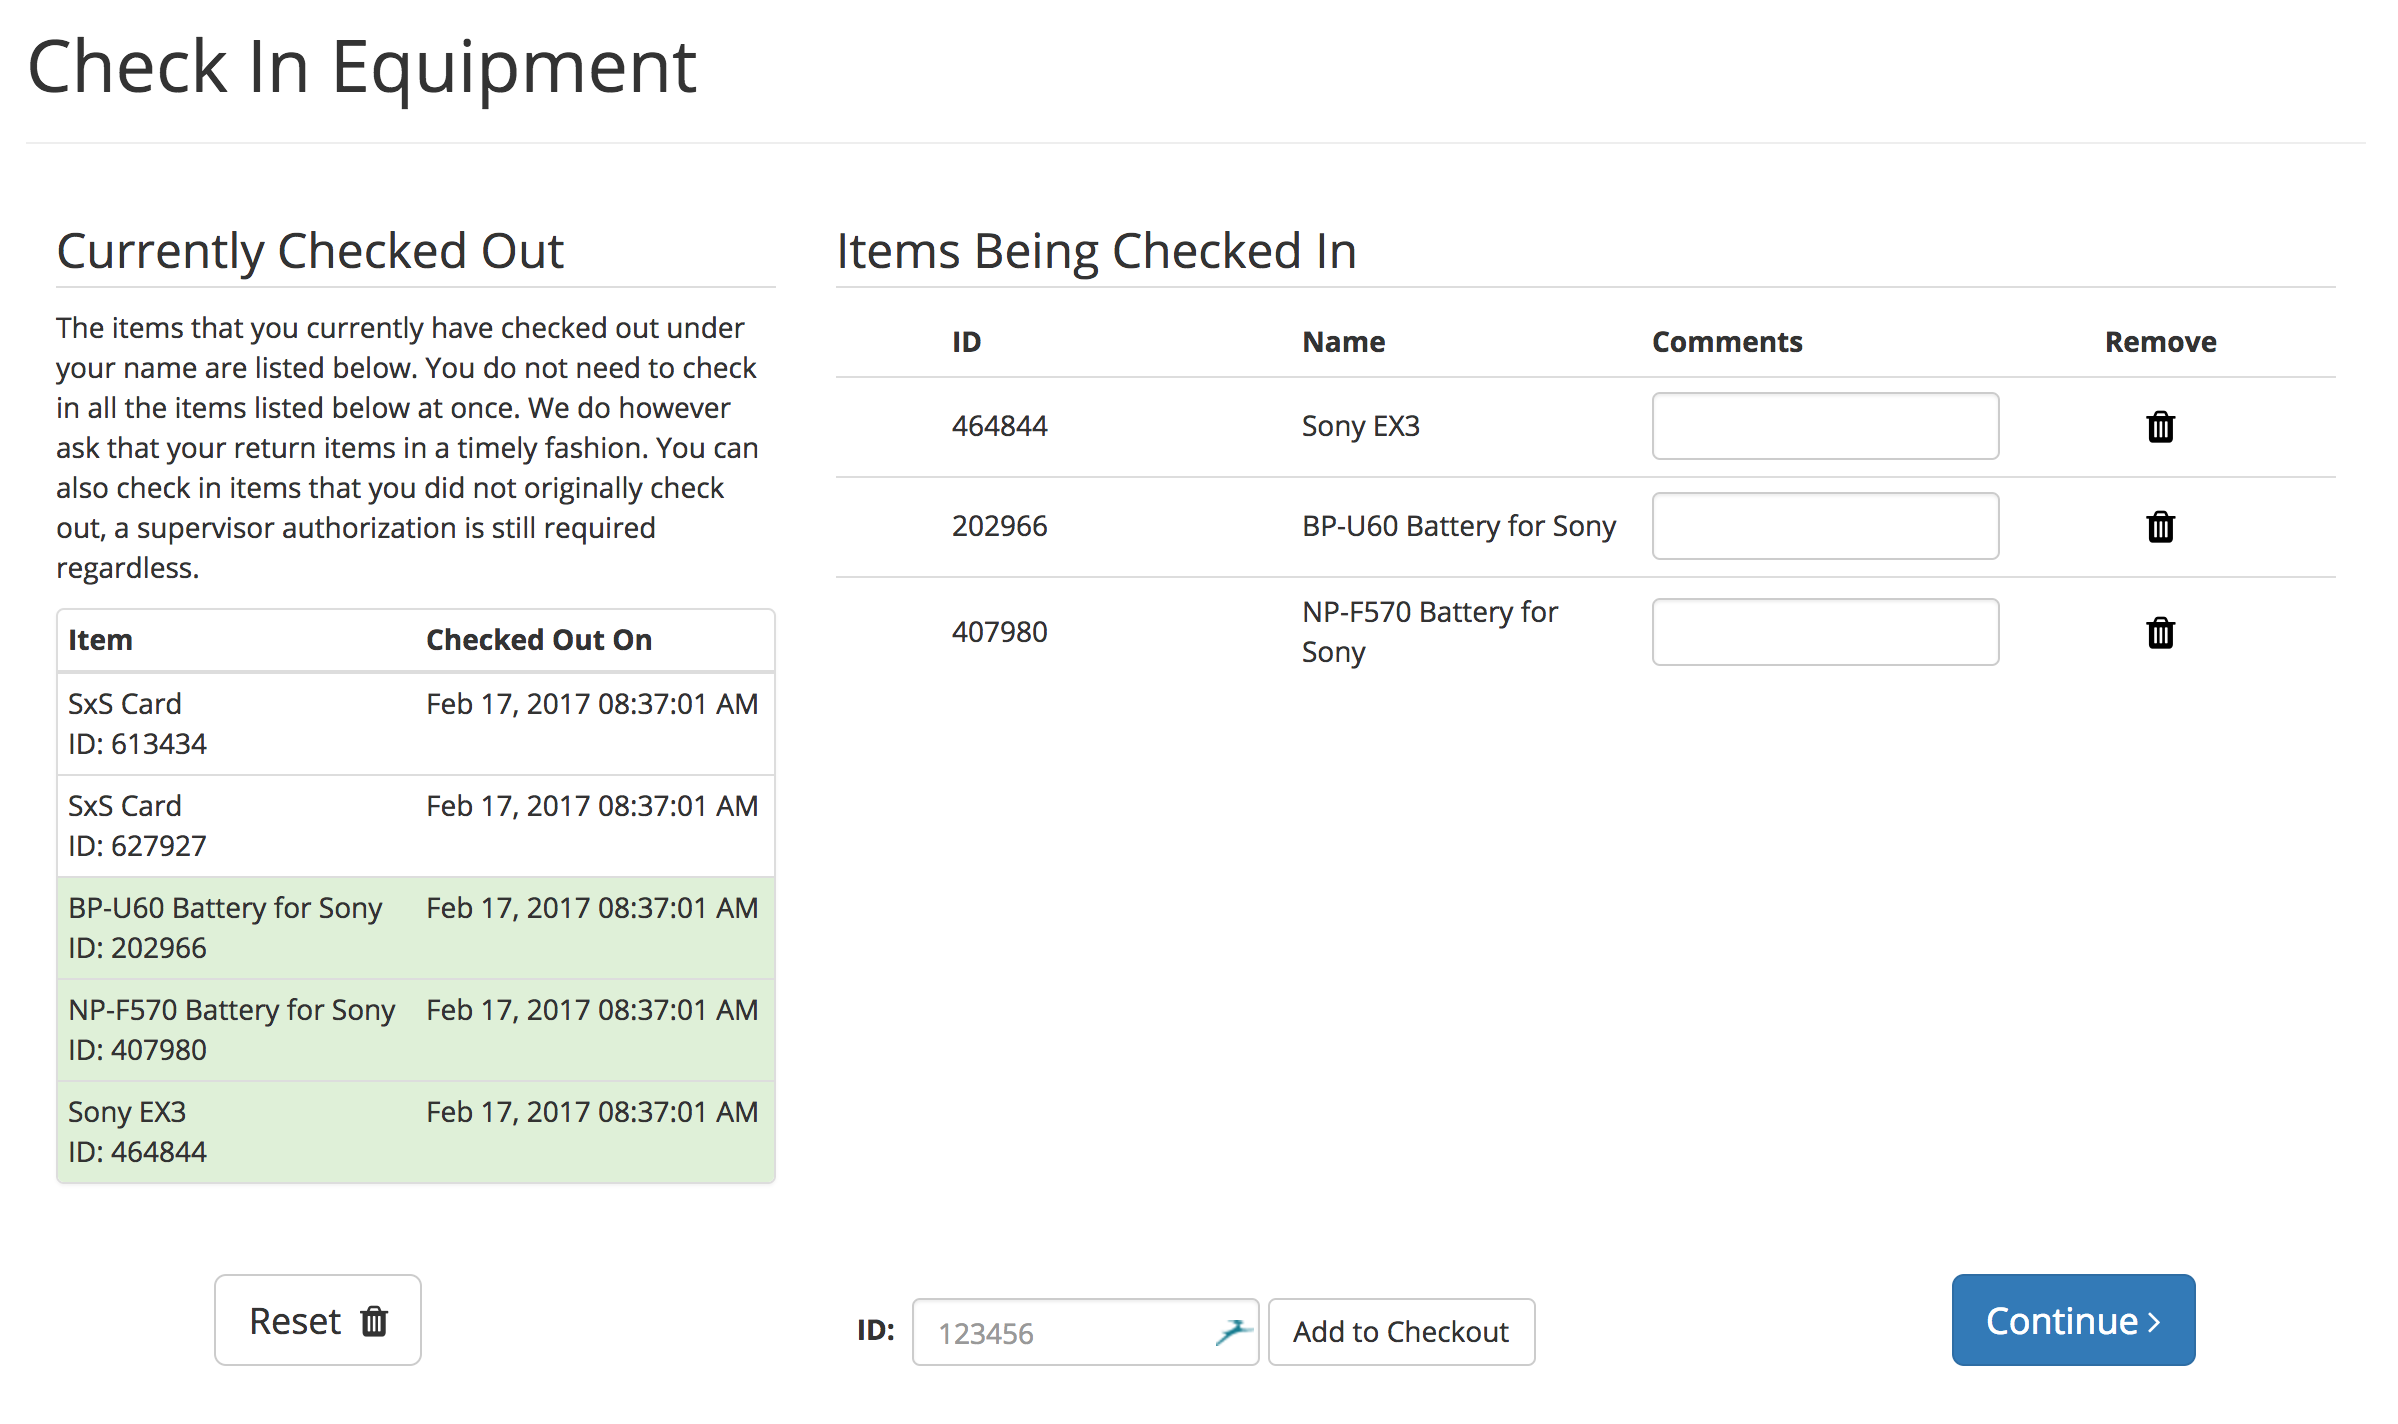 Check In Equipment
Currently Checked Out
The items that you currently have checked out under
your name are listed below. You do not need to check
in all the items listed below at once. We do however
ask that your return items in a timely fashion. You can
also check in items that you did not originally check
out, a supervisor authorization is still required
regardless.
Item Checked Out On
SxS Card Feb 17, 2017 08:37:01 AM
ID: 613434
SxS Card Feb 17, 2017 08:37:01 AM
ID: 627927
BP-U60 Battery for Sony Feb 17, 2017 08:37:01 AM
ID: 202966
NP-F570 Battery for Sony Feb 17, 2017 08:37:01 AM
ID: 407980
Sony EX3 Feb 17, 2017 08:37:01 AM
ID: 464844
Reset
Items Being Checked In
ID Name Comments Remove
464844 Sony EX3
202966 BP-U60 Battery for Sony
407980 NP-F570 Battery for
Sony
ID: 123456 Add to Checkout
Continue